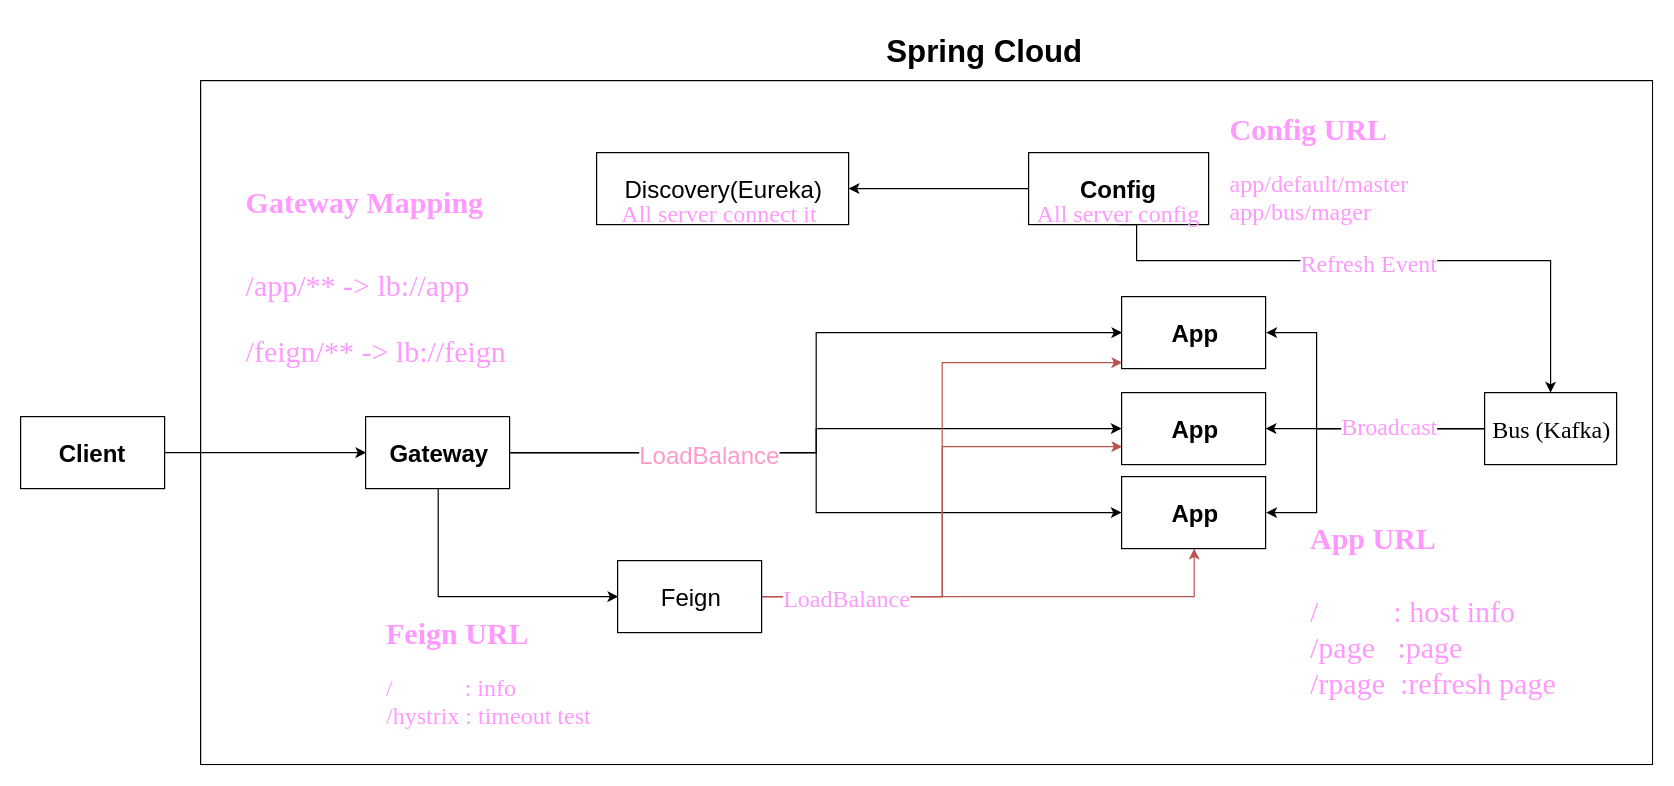 Spring Cloud
Config URL
app/default/master
app/bus/mager
Discovery(Eureka)
All server connect it
Config
All server config
Gateway Mapping
/app/** -> lb://app
/feign/** -> lb://feign
Refresh Event
App
App
App
Broadcast
Bus (Kafka)
Client
Gateway
LoadBalance
Feign
LoadBalance
Feign URL
/ : info
/hystrix : timeout test
App URL
/ : host info
/page :page
/rpage :refresh page